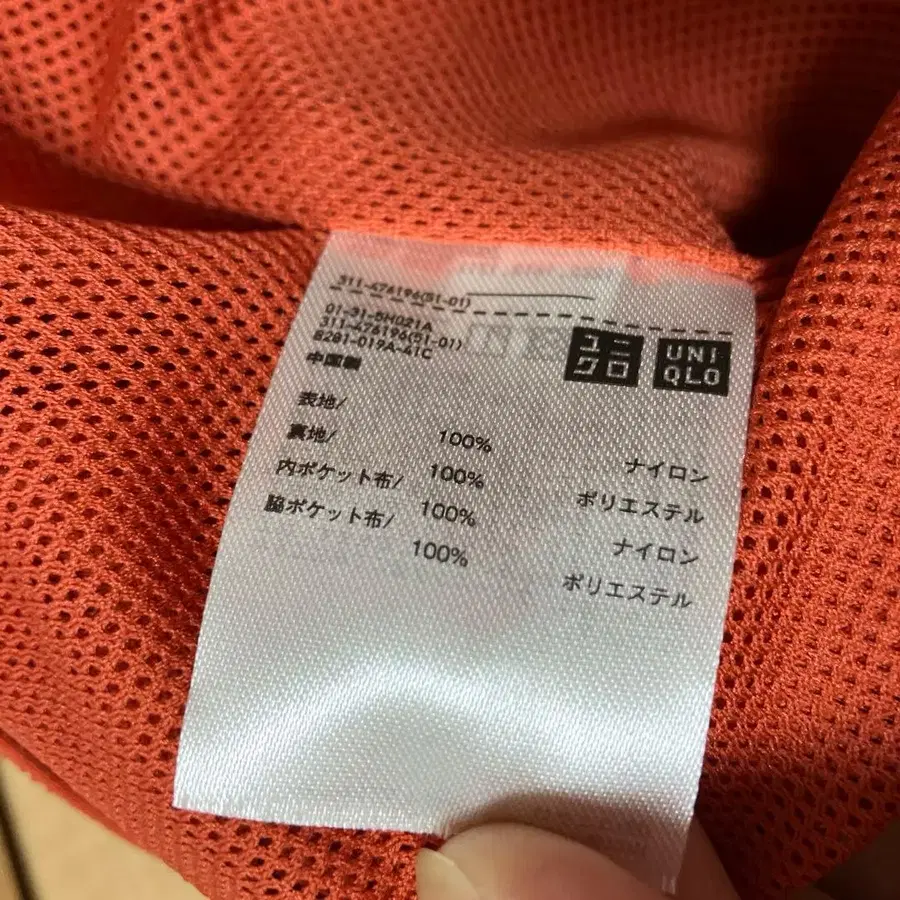 311-476196(51-01)
01-31-5H021A
311-476196(51-01)
8281-019A-41C
中国製
ユニ
クロ
UNI
QLO
表地/ 100% ナイロン
裏地/ 100% ポリエステル
内ポケット布/ 100% ナイロン
脇ポケット布/ 100% ポリエステル